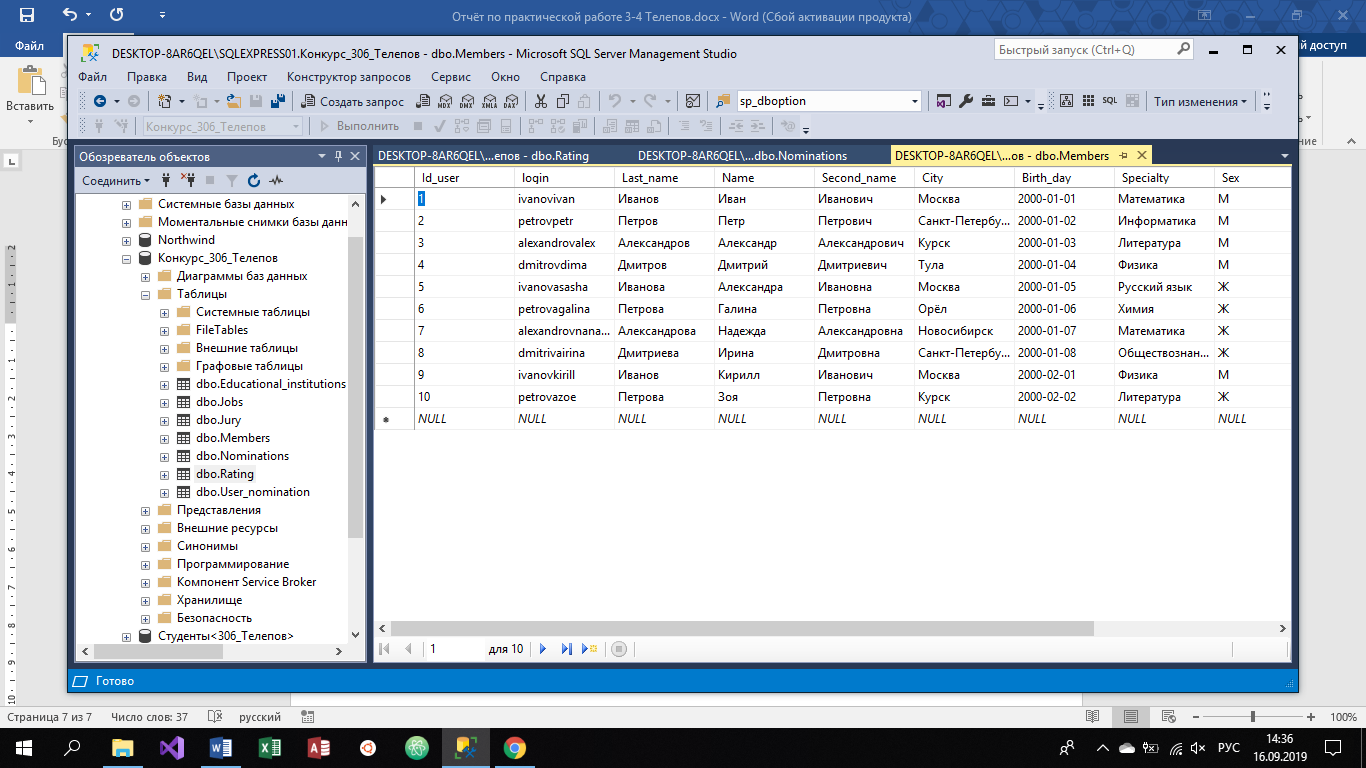 Отчёт по практической работе 3-4 Телепов.docx - Word (Сбой активации продукта)
Файл
й доступ
DESKTOP-8AR6QEL\SQLEXPRESS01.Конкурс_306_Телепов - dbo.Members - Microsoft SQL Server Management Studio
Быстрый запуск (Ctrl+Q)
Файл Правка Вид Проект Конструктор запросов Сервис Окно Справка
Вставить
Буо
ние
Создать запрос MDX DMX XMLA DAX sp_dboption SQL Тип изменения
Конкурс_306_Телепов Выполнить
Обозреватель объектов
Соединить
Системные базы данных
Моментальные снимки базы данн
Northwind
Конкурс_306_Телепов
Диаграммы баз данных
Таблицы
Системные таблицы
FileTables
Внешние таблицы
Графовые таблицы
dbo.Educational_institutions
dbo.Jobs
dbo.Jury
dbo.Members
dbo.Nominations
dbo.Rating
dbo.User_nomination
Представления
Внешние ресурсы
Синонимы
Программирование
Компонент Service Broker
Хранилище
Безопасность
Студенты<306_Телепов>
DESKTOP-8AR6QEL\...епов - dbo.Rating DESKTOP-8AR6QEL\...dbo.Nominations DESKTOP-8AR6QEL\...ов - dbo.Members
Id_user login Last_name Name Second_name City Birth_day Specialty Sex
1 ivanovivan Иванов Иван Иванович Москва 2000-01-01 Математика М
2 petrovpetr Петров Петр Петрович Санкт-Петербу... 2000-01-02 Информатика М
3 alexandrovalex Александров Александр Александрович Курск 2000-01-03 Литература М
4 dmitrovdima Дмитров Дмитрий Дмитриевич Тула 2000-01-04 Физика М
5 ivanovasasha Иванова Александра Ивановна Москва 2000-01-05 Русский язык Ж
6 petrovagalina Петрова Галина Петровна Орёл 2000-01-06 Химия Ж
7 alexandrovnana... Александрова Надежда Александровна Новосибирск 2000-01-07 Математика Ж
8 dmitrivairina Дмитриева Ирина Дмитровна Санкт-Петербу... 2000-01-08 Обществознан... Ж
9 ivanovkirill Иванов Кирилл Иванович Москва 2000-02-01 Физика М
10 petrovazoe Петрова Зоя Петровна Курск 2000-02-02 Литература Ж
NULL NULL NULL NULL NULL NULL NULL NULL NULL
1 для 10
Готово
Страница 7 из 7 Число слов: 37 русский 100%
РУС 14:36
16.09.2019